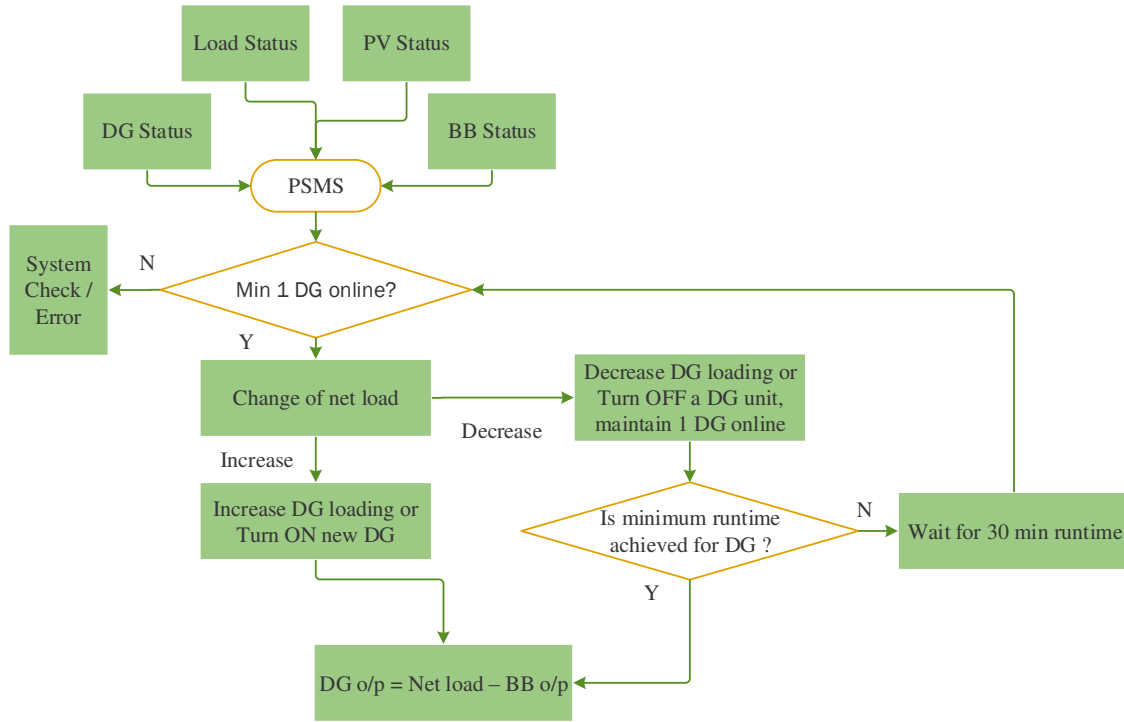 Load Status
PV Status
DG Status
BB Status
PSMS
System
Check /
Error
N
Min 1 DG online?
Y
Change of net load
Decrease
Decrease DG loading or
Turn OFF a DG unit,
maintain 1 DG online
Increase
Increase DG loading or
Turn ON new DG
Is minimum runtime
achieved for DG ?
N
Wait for 30 min runtime
Y
DG o/p = Net load – BB o/p